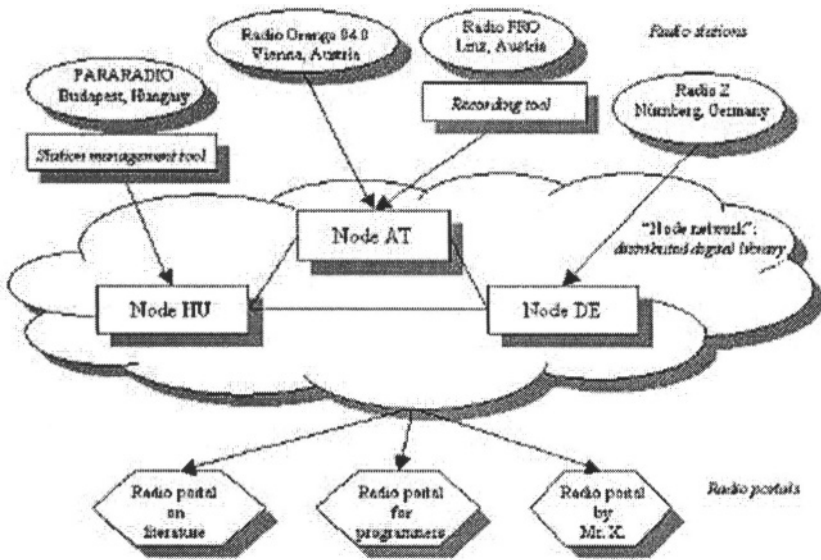 Radio Orange 94.0
Vienna, Austria
Radio FRO
Linz, Austria
Radio stations
PARARADIO
Budapest, Hungary
Recording tool
Radio Z
Nürnberg, Germany
Station management tool
Node AT
"Node network":
distributed digital library
Node HU
Node DE
Radio portal
on
literature
Radio portal
for
programmers
Radio portal
by
Mr. X.
Radio portals